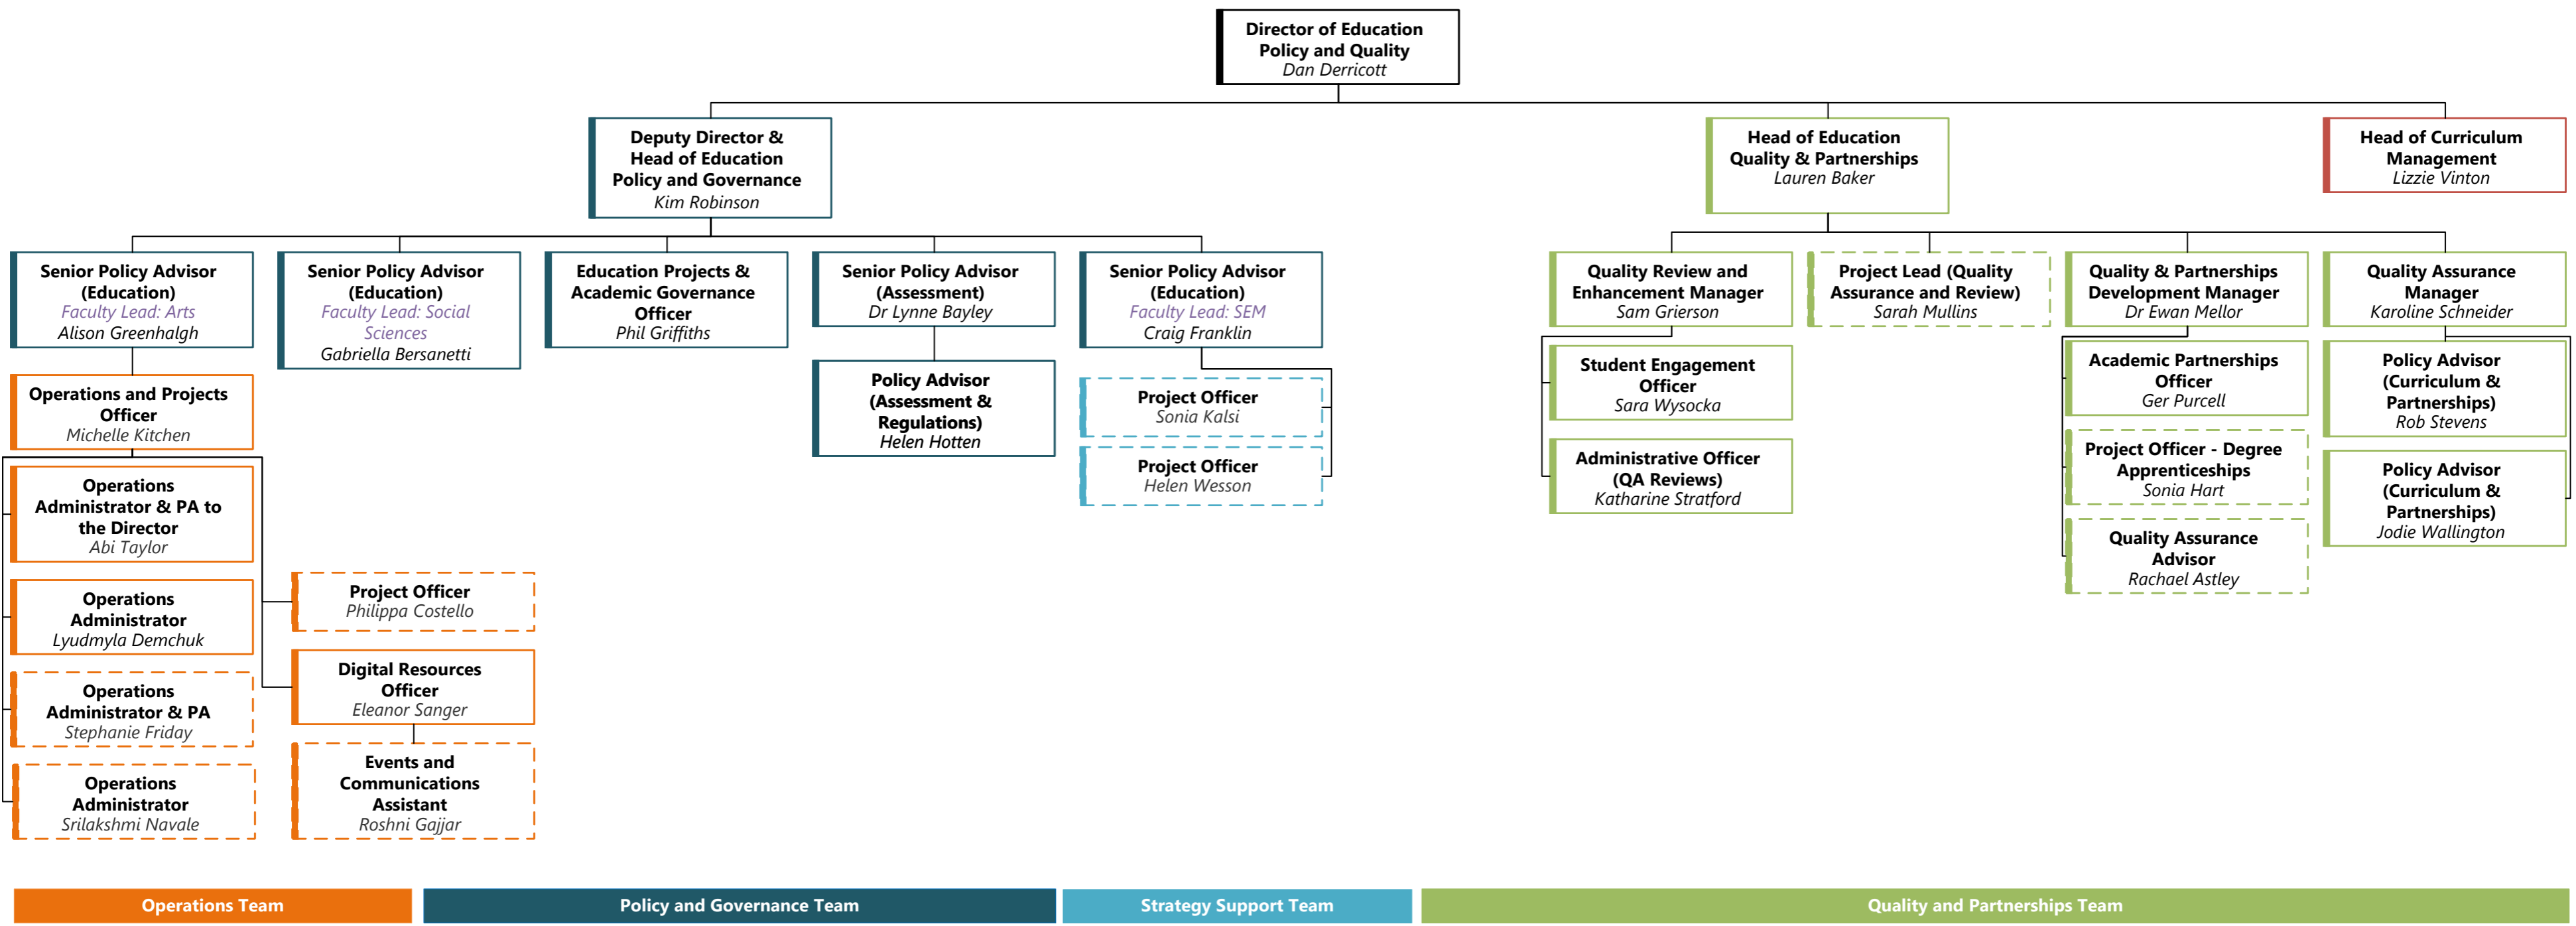 Director of Education
Policy and Quality
Dan Derricott
Deputy Director &
Head of Education
Policy and Governance
Kim Robinson
Head of Education
Quality & Partnerships
Lauren Baker
Head of Curriculum
Management
Lizzie Vinton
Senior Policy Advisor
(Education)
Faculty Lead: Arts
Alison Greenhalgh
Senior Policy Advisor
(Education)
Faculty Lead: Social
Sciences
Gabriella Bersanetti
Education Projects &
Academic Governance
Officer
Phil Griffiths
Senior Policy Advisor
(Assessment)
Dr Lynne Bayley
Senior Policy Advisor
(Education)
Faculty Lead: SEM
Craig Franklin
Quality Review and
Enhancement Manager
Sam Grierson
Project Lead (Quality
Assurance and Review)
Sarah Mullins
Quality & Partnerships
Development Manager
Dr Ewan Mellor
Quality Assurance
Manager
Karoline Schneider
Operations and Projects
Officer
Michelle Kitchen
Policy Advisor
(Assessment &
Regulations)
Helen Hotten
Project Officer
Sonia Kalsi
Project Officer
Helen Wesson
Student Engagement
Officer
Sara Wysocka
Administrative Officer
(QA Reviews)
Katharine Stratford
Academic Partnerships
Officer
Ger Purcell
Project Officer - Degree
Apprenticeships
Sonia Hart
Quality Assurance
Advisor
Rachael Astley
Policy Advisor
(Curriculum &
Partnerships)
Rob Stevens
Policy Advisor
(Curriculum &
Partnerships)
Jodie Wallington
Operations
Administrator & PA to
the Director
Abi Taylor
Operations
Administrator
Lyudmyla Demchuk
Operations
Administrator & PA
Stephanie Friday
Operations
Administrator
Srilakshmi Navale
Project Officer
Philippa Costello
Digital Resources
Officer
Eleanor Sanger
Events and
Communications
Assistant
Roshni Gajjar
Operations Team
Policy and Governance Team
Strategy Support Team
Quality and Partnerships Team